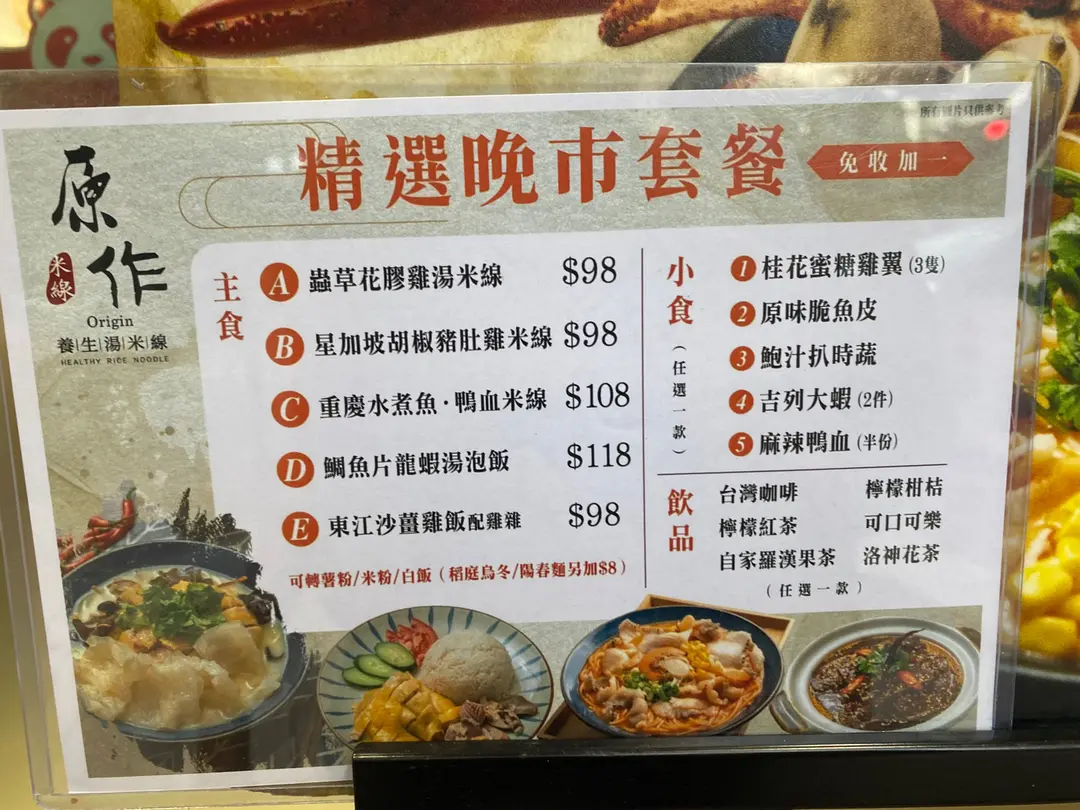 所有圖片只供參考
精選晚市套餐
免收加一
原作
米線
Origin
養生湯米線
HEALTHY RICE NOODLE
主食
A 蟲草花膠雞湯米線 $98
B 星加坡胡椒豬肚雞米線 $98
C 重慶水煮魚·鴨血米線 $108
D 鯛魚片龍蝦湯泡飯 $118
E 東江沙薑雞飯配雞雜 $98
可轉薯粉/米粉/白飯（稻庭烏冬/陽春麵另加$8）
小食
（任選一款）
1 桂花蜜糖雞翼 (3隻)
2 原味脆魚皮
3 鮑汁扒時蔬
4 吉列大蝦 (2件)
5 麻辣鴨血 (半份)
飲品
台灣咖啡 檸檬柑桔
檸檬紅茶 可口可樂
自家羅漢果茶 洛神花茶
（任選一款）